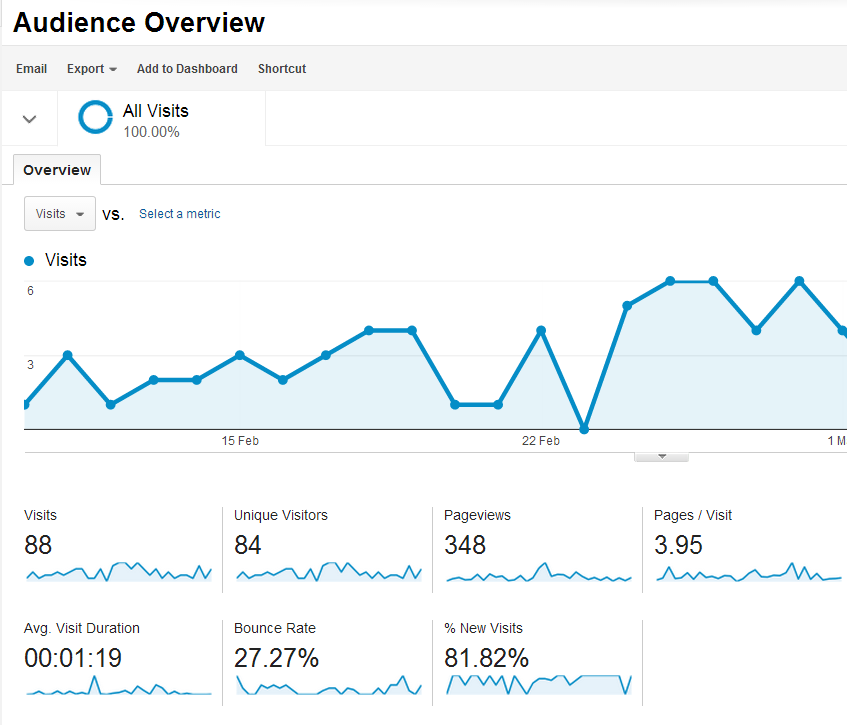 Audience Overview
Email Export Add to Dashboard Shortcut
All Visits
100.00%
Overview
Visits VS. Select a metric
Visits
6
3
15 Feb 22 Feb 1 M
Visits Unique Visitors Pageviews Pages / Visit
88 84 348 3.95
Avg. Visit Duration Bounce Rate % New Visits
00:01:19 27.27% 81.82%